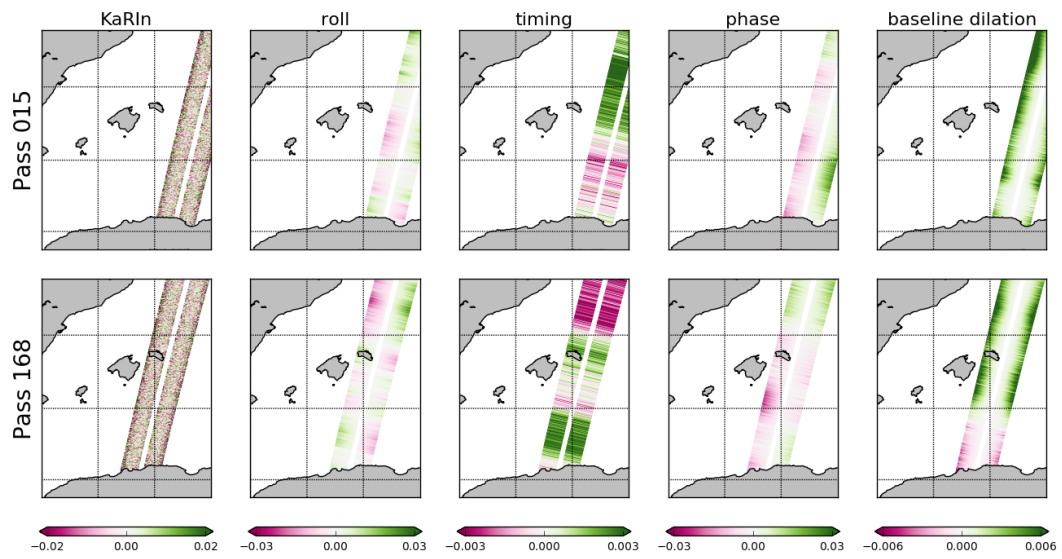 KaRIn roll timing phase baseline dilation
Pass 015
Pass 168
−0.02 0.00 0.02 −0.03 0.00 0.03 −0.003 0.000 0.003 −0.03 0.00 0.03 −0.006 0.000 0.006